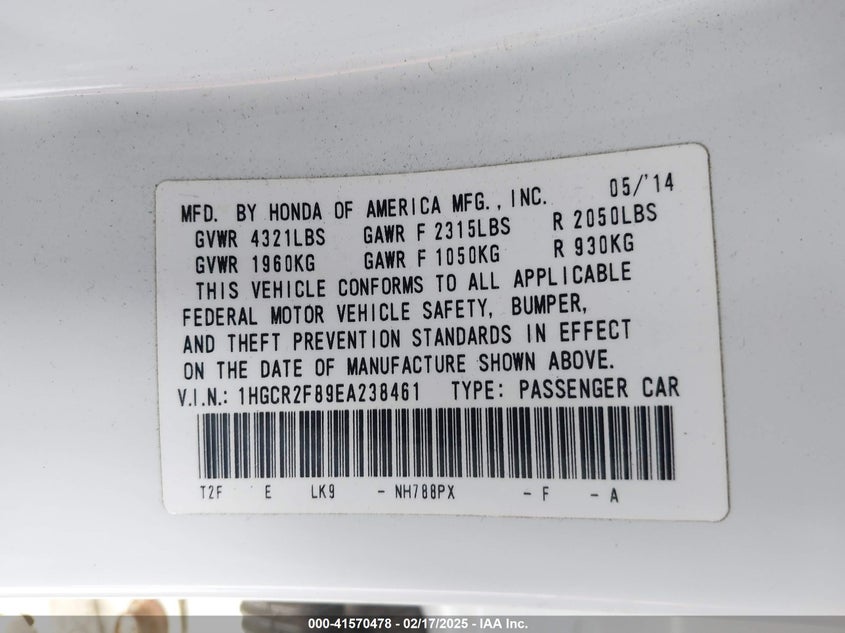 MFD. BY HONDA OF AMERICA MFG., INC. 05/'14
GVWR 4321LBS GAWR F 2315LBS R 2050LBS
GVWR 1960KG GAWR F 1050KG R 930KG
THIS VEHICLE CONFORMS TO ALL APPLICABLE
FEDERAL MOTOR VEHICLE SAFETY, BUMPER,
AND THEFT PREVENTION STANDARDS IN EFFECT
ON THE DATE OF MANUFACTURE SHOWN ABOVE.
V.I.N.: 1HGCR2F89EA238461 TYPE: PASSENGER CAR
T2F E LK9 - NH788PX - F - A
000-41570478 - 02/17/2025 - IAA Inc.